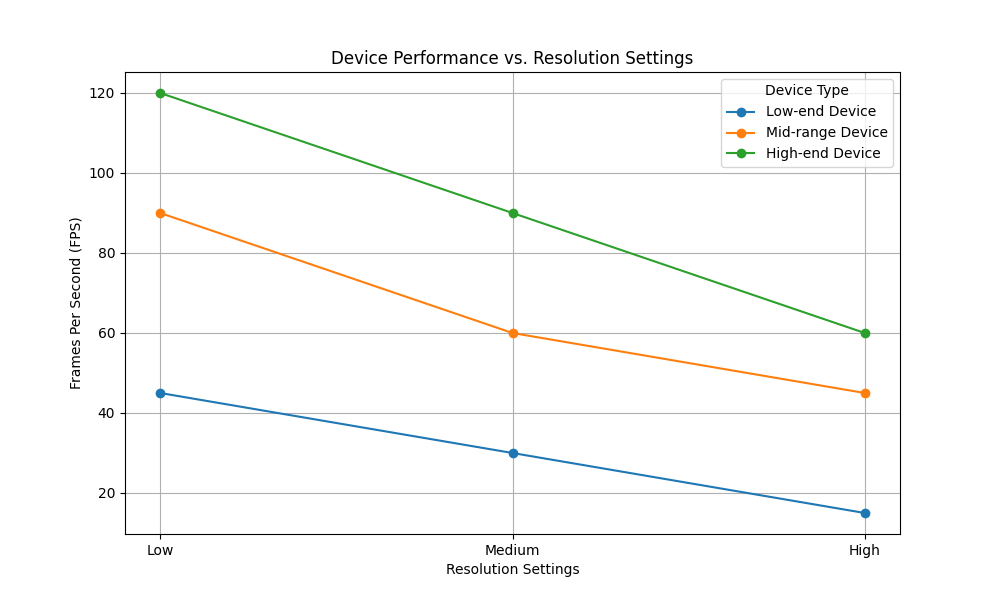 Device Performance vs. Resolution Settings
Device Type
Low-end Device
Mid-range Device
High-end Device
Frames Per Second (FPS)
120
100
80
60
40
20
Low
Medium
High
Resolution Settings